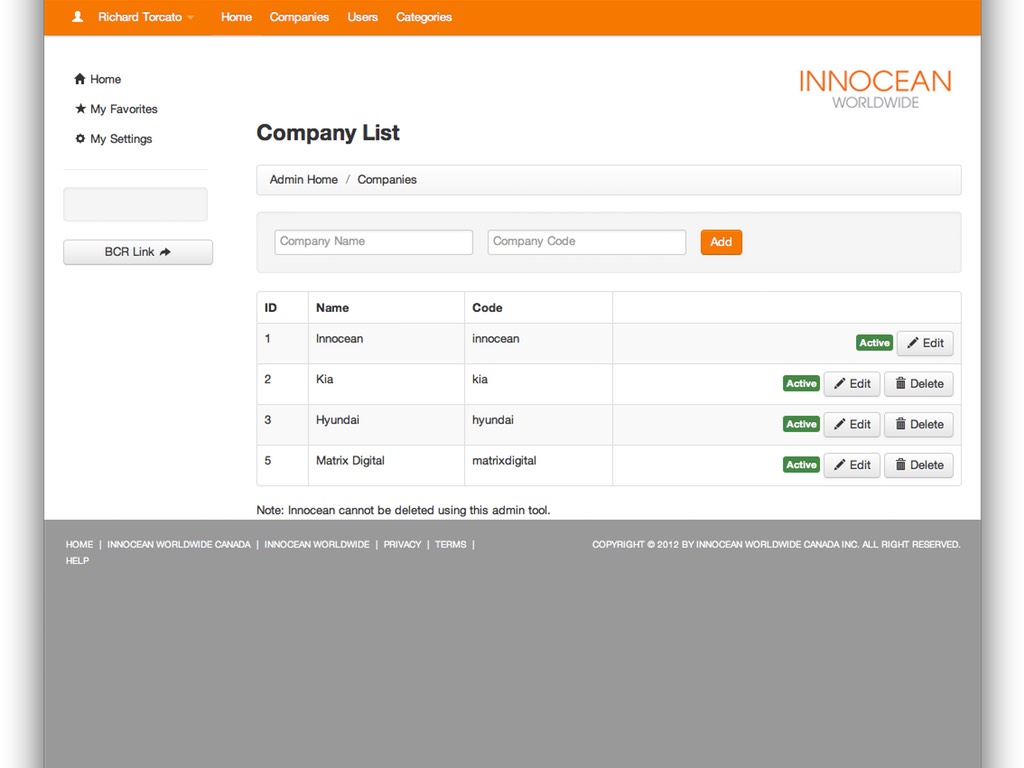 Richard Torcato Home Companies Users Categories
Home
My Favorites
My Settings
BCR Link
INNOCEAN
WORLDWIDE
Company List
Admin Home / Companies
Company Name Company Code Add
ID Name Code
1 Innocean innocean Active Edit
2 Kia kia Active Edit Delete
3 Hyundai hyundai Active Edit Delete
5 Matrix Digital matrixdigital Active Edit Delete
Note: Innocean cannot be deleted using this admin tool.
HOME | INNOCEAN WORLDWIDE CANADA | INNOCEAN WORLDWIDE | PRIVACY | TERMS |
HELP
COPYRIGHT © 2012 BY INNOCEAN WORLDWIDE CANADA INC. ALL RIGHT RESERVED.